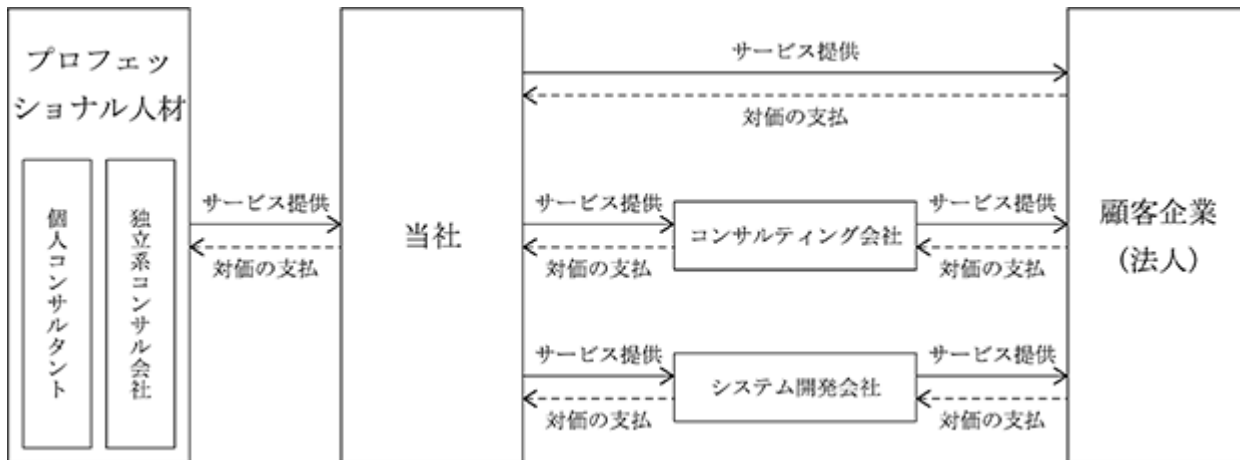 プロフェッ
ショナル人材
個人コンサルタント
独立系コンサル会社
サービス提供
対価の支払
当社
サービス提供
対価の支払
サービス提供
対価の支払
コンサルティング会社
サービス提供
対価の支払
サービス提供
対価の支払
システム開発会社
サービス提供
対価の支払
顧客企業
（法人）